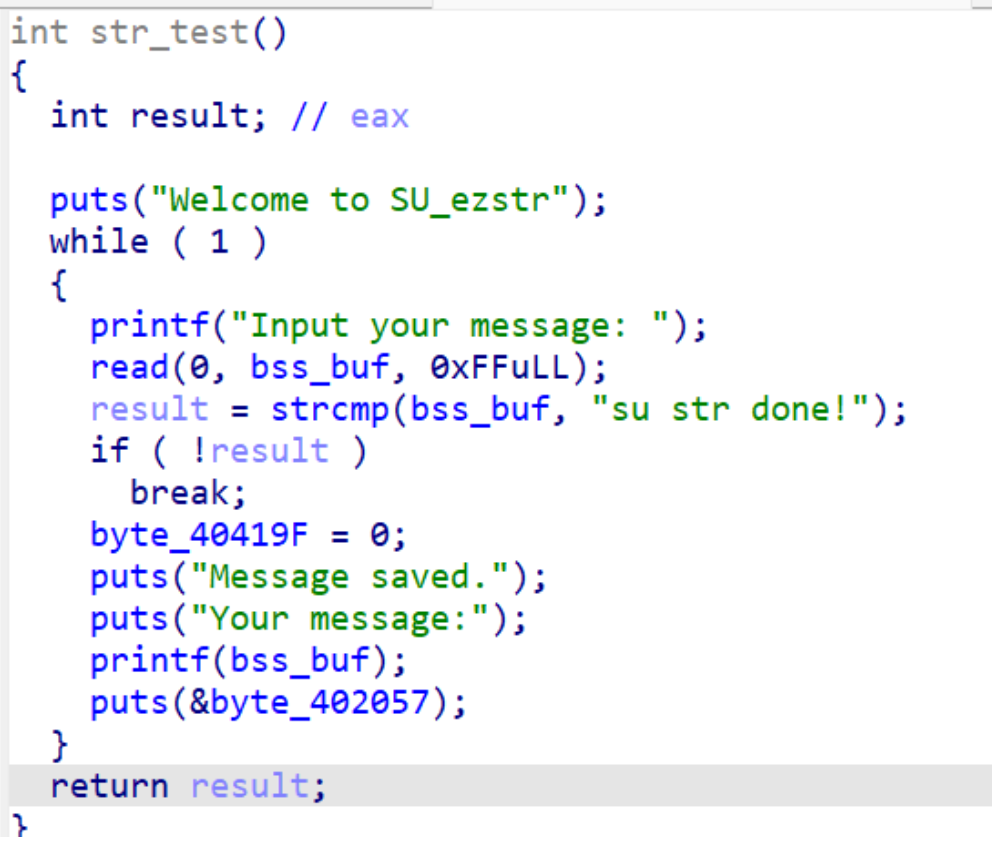 int str_test()
{
  int result; // eax

  puts("Welcome to SU_ezstr");
  while ( 1 )
  {
    printf("Input your message: ");
    read(0, bss_buf, 0xFFuLL);
    result = strcmp(bss_buf, "su str done!");
    if ( !result )
      break;
    byte_40419F = 0;
    puts("Message saved.");
    puts("Your message:");
    printf(bss_buf);
    puts(&byte_402057);
  }
  return result;
}